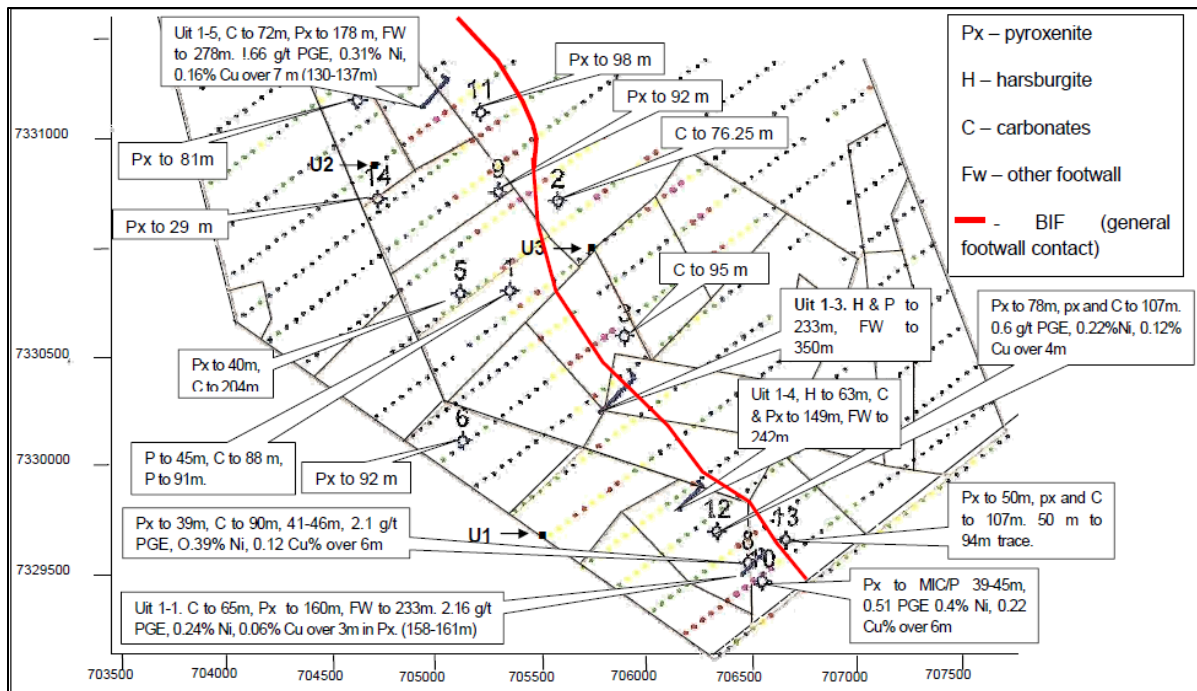 Uit 1-5, C to 72m, Px to 178 m, FW
to 278m. !.66 g/t PGE, 0.31% Ni,
0.16% Cu over 7 m (130-137m)
Px to 98 m
Px to 92 m
C to 76.25 m
Px – pyroxenite
H – harsburgite
C – carbonates
Fw – other footwall
- BIF (general
footwall contact)
7331000
11
Px to 81m
U2
14
9
2
Px to 29 m
U3
5
1
C to 95 m
3
Uit 1-3. H & P to
233m, FW to
350m
Px to 78m, px and C to 107m.
0.6 g/t PGE, 0.22%Ni, 0.12%
Cu over 4m
7330500
Px to 40m,
C to 204m
Uit 1-4, H to 63m, C
& Px to 149m, FW to
242m
6
7330000
P to 45m, C to 88 m,
P to 91m.
Px to 92 m
Px to 50m, px and C
to 107m. 50 m to
94m trace.
Px to 39m, C to 90m, 41-46m, 2.1 g/t
PGE, O.39% Ni, 0.12 Cu% over 6m
U1
12
13
8
10
7329500
Uit 1-1. C to 65m, Px to 160m, FW to 233m. 2.16 g/t
PGE, 0.24% Ni, 0.06% Cu over 3m in Px. (158-161m)
Px to MIC/P 39-45m,
0.51 PGE 0.4% Ni, 0.22
Cu% over 6m
703500 704000 704500 705000 705500 706000 706500 707000 707500